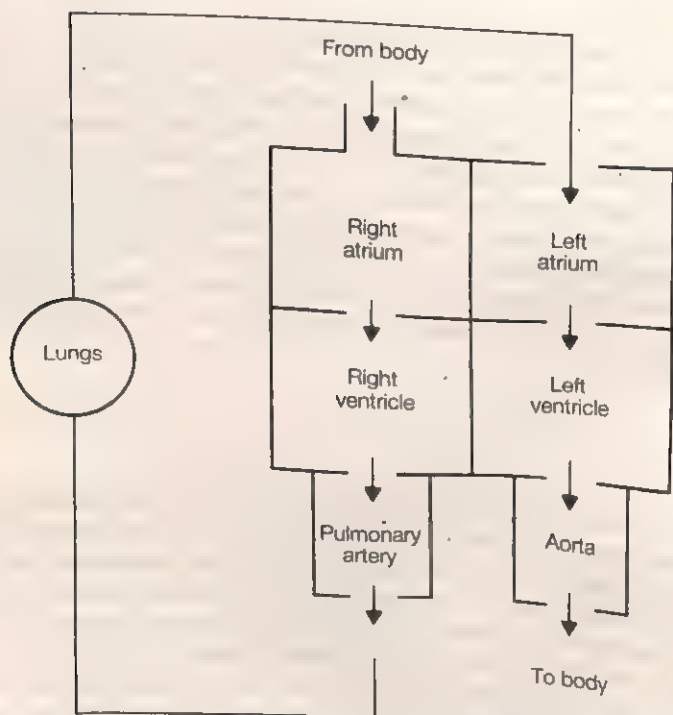 From body
Right
atrium
Left
atrium
Lungs
Right
ventricle
Left
ventricle
Pulmonary
artery
Aorta
To body